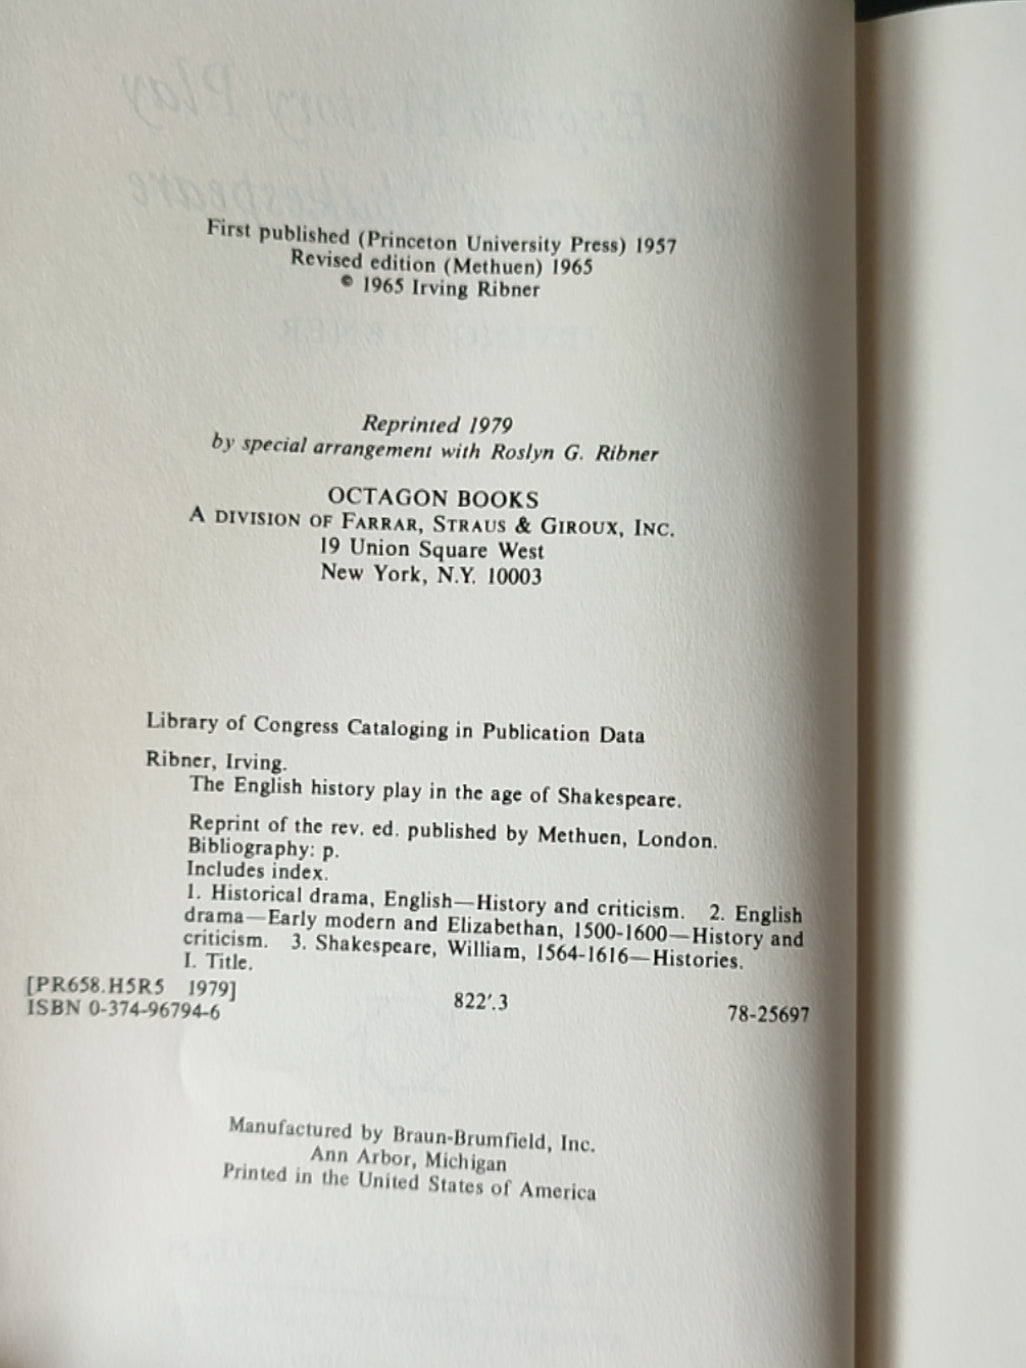 First published (Princeton University Press) 1957
Revised edition (Methuen) 1965
© 1965 Irving Ribner
Reprinted 1979
by special arrangement with Roslyn G. Ribner
OCTAGON BOOKS
A DIVISION OF FARRAR, STRAUS & GIROUX, INC.
19 Union Square West
New York, N.Y. 10003
Library of Congress Cataloging in Publication Data
Ribner, Irving.
The English history play in the age of Shakespeare.
Reprint of the rev. ed. published by Methuen, London.
Bibliography: p.
Includes index.
1. Historical drama, English—History and criticism. 2. English
drama—Early modern and Elizabethan, 1500-1600—History and
criticism. 3. Shakespeare, William, 1564-1616—Histories.
I. Title.
[PR658.H5R5 1979] 822'.3 78-25697
ISBN 0-374-96794-6
Manufactured by Braun-Brumfield, Inc.
Ann Arbor, Michigan
Printed in the United States of America